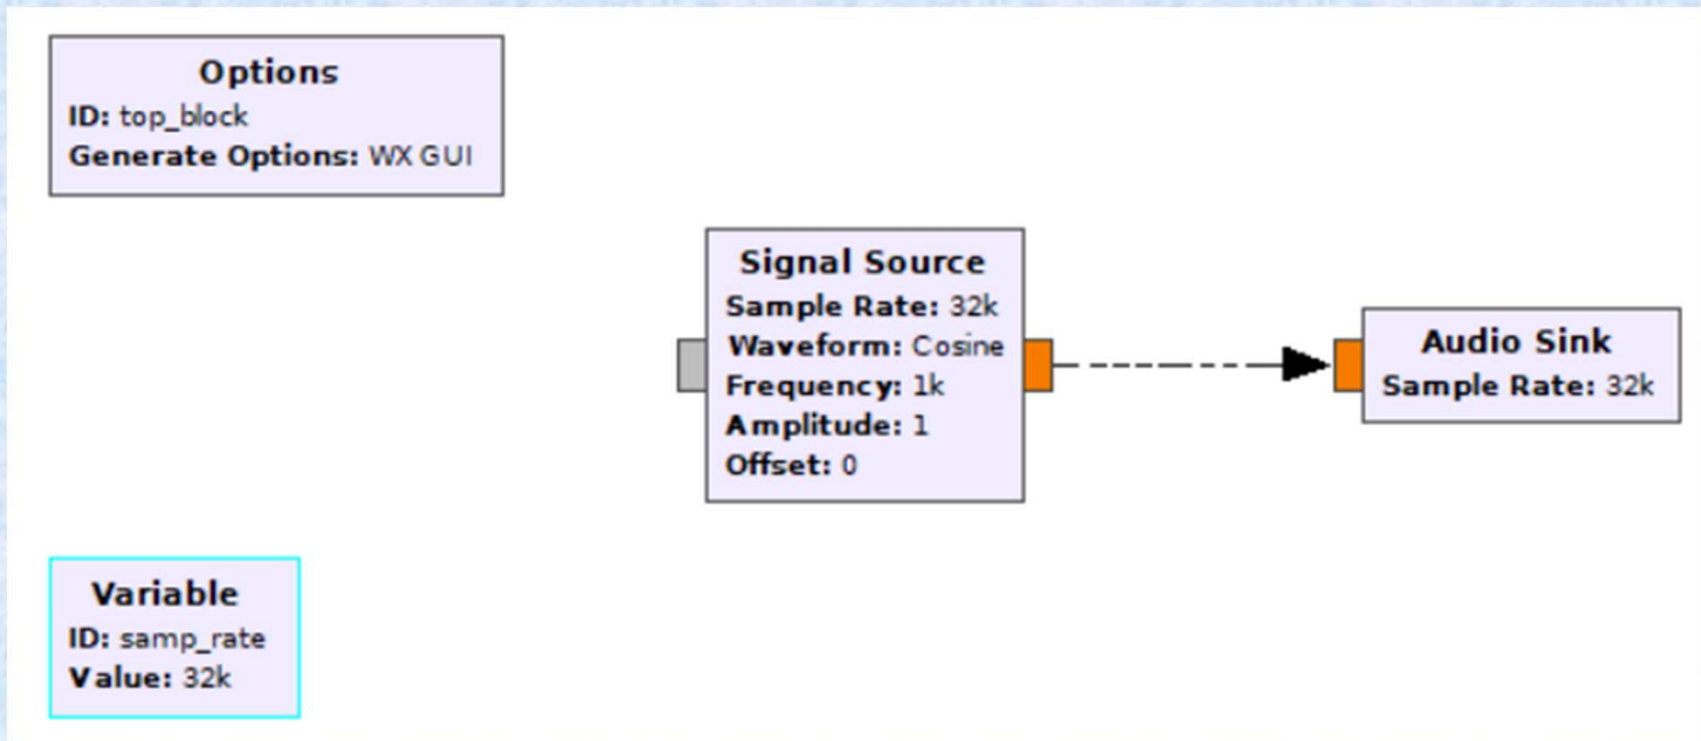 Options
ID: top_block
Generate Options: WX GUI
Signal Source
Sample Rate: 32k
Waveform: Cosine
Frequency: 1k
Amplitude: 1
Offset: 0
Audio Sink
Sample Rate: 32k
Variable
ID: samp_rate
Value: 32k